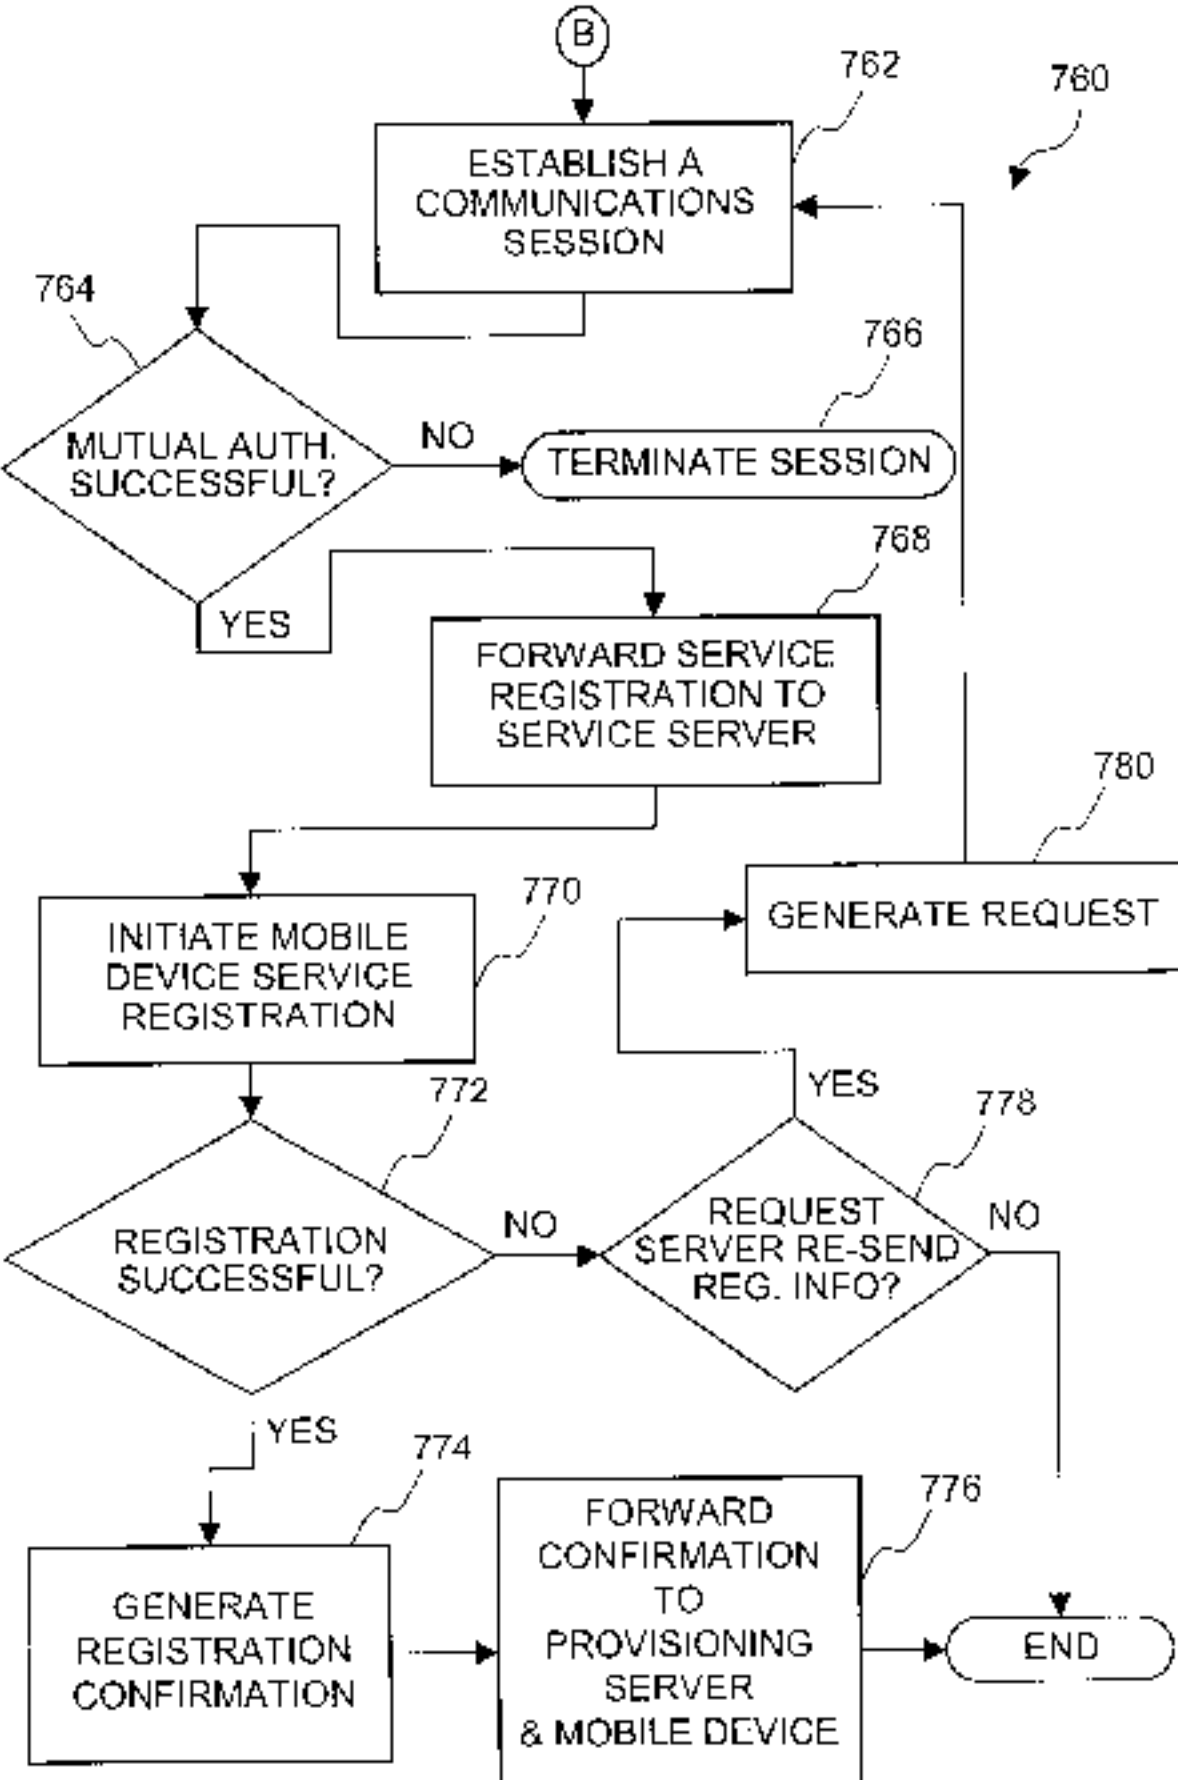 B
762
760
ESTABLISH A
COMMUNICATIONS
SESSION
764
766
MUTUAL AUTH.
SUCCESSFUL?
NO
TERMINATE SESSION
768
YES
FORWARD SERVICE
REGISTRATION TO
SERVICE SERVER
780
GENERATE REQUEST
770
INITIATE MOBILE
DEVICE SERVICE
REGISTRATION
772
YES
778
REGISTRATION
SUCCESSFUL?
NO
REQUEST
SERVER RE-SEND
REG. INFO?
NO
YES
774
776
GENERATE
REGISTRATION
CONFIRMATION
FORWARD
CONFIRMATION
TO
PROVISIONING
SERVER
& MOBILE DEVICE
END